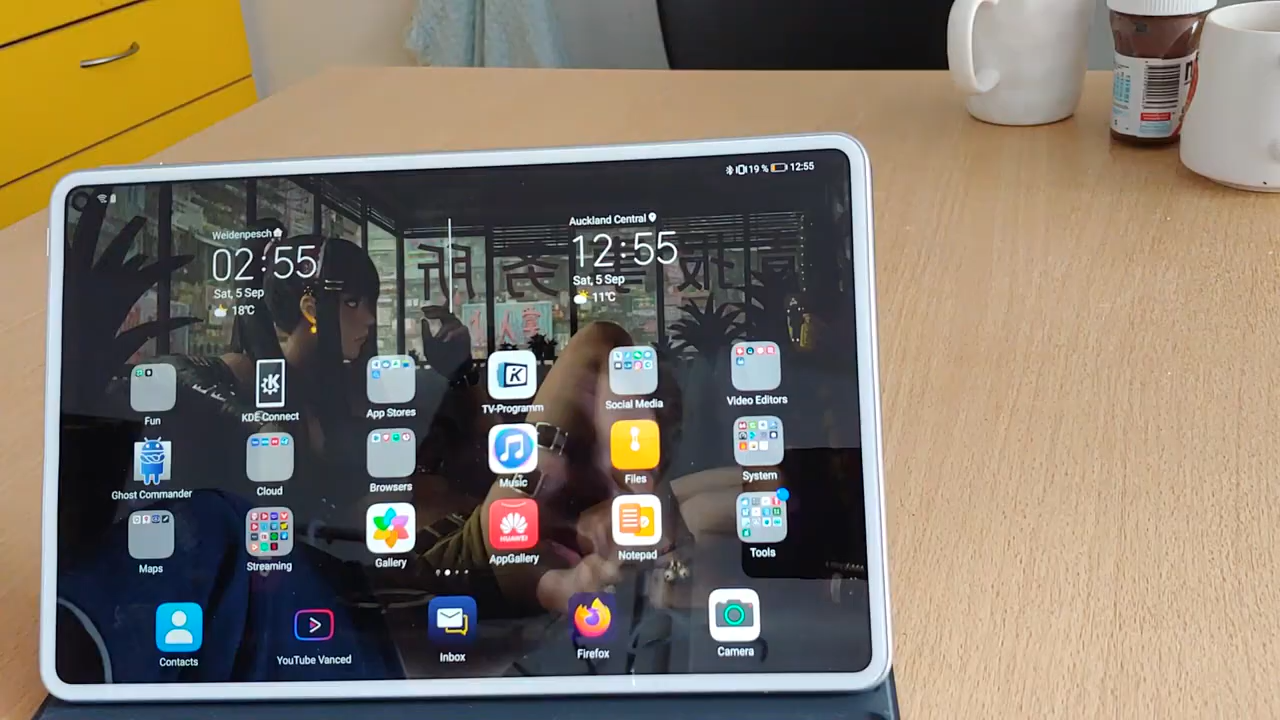 19 % 12:55
Weidenpesch
02:55
Sat, 5 Sep
18°C
Auckland Central
12:55
Sat, 5 Sep
11°C
Fun
KDE Connect
App Stores
TV-Programm
Social Media
Video Editors
Ghost Commander
Cloud
Browsers
Music
Files
System
Maps
Streaming
Gallery
HUAWEI
AppGallery
Notepad
Tools
Contacts
YouTube Vanced
Inbox
Firefox
Camera